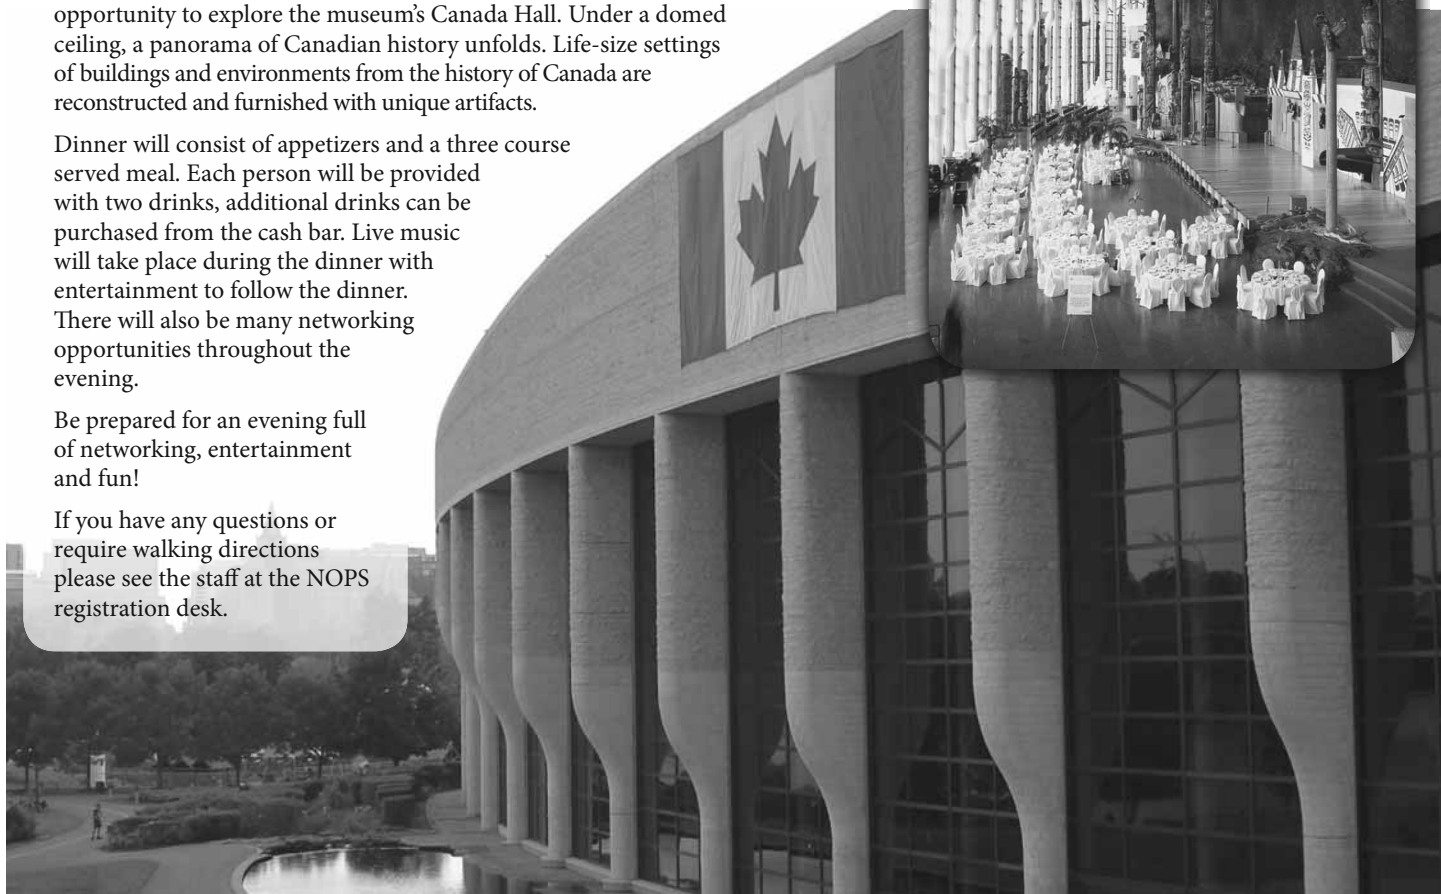 opportunity to explore the museum’s Canada Hall. Under a domed
ceiling, a panorama of Canadian history unfolds. Life-size settings
of buildings and environments from the history of Canada are
reconstructed and furnished with unique artifacts.
Dinner will consist of appetizers and a three course
served meal. Each person will be provided
with two drinks, additional drinks can be
purchased from the cash bar. Live music
will take place during the dinner with
entertainment to follow the dinner.
There will also be many networking
opportunities throughout the
evening.
Be prepared for an evening full
of networking, entertainment
and fun!
If you have any questions or
require walking directions
please see the staff at the NOPS
registration desk.